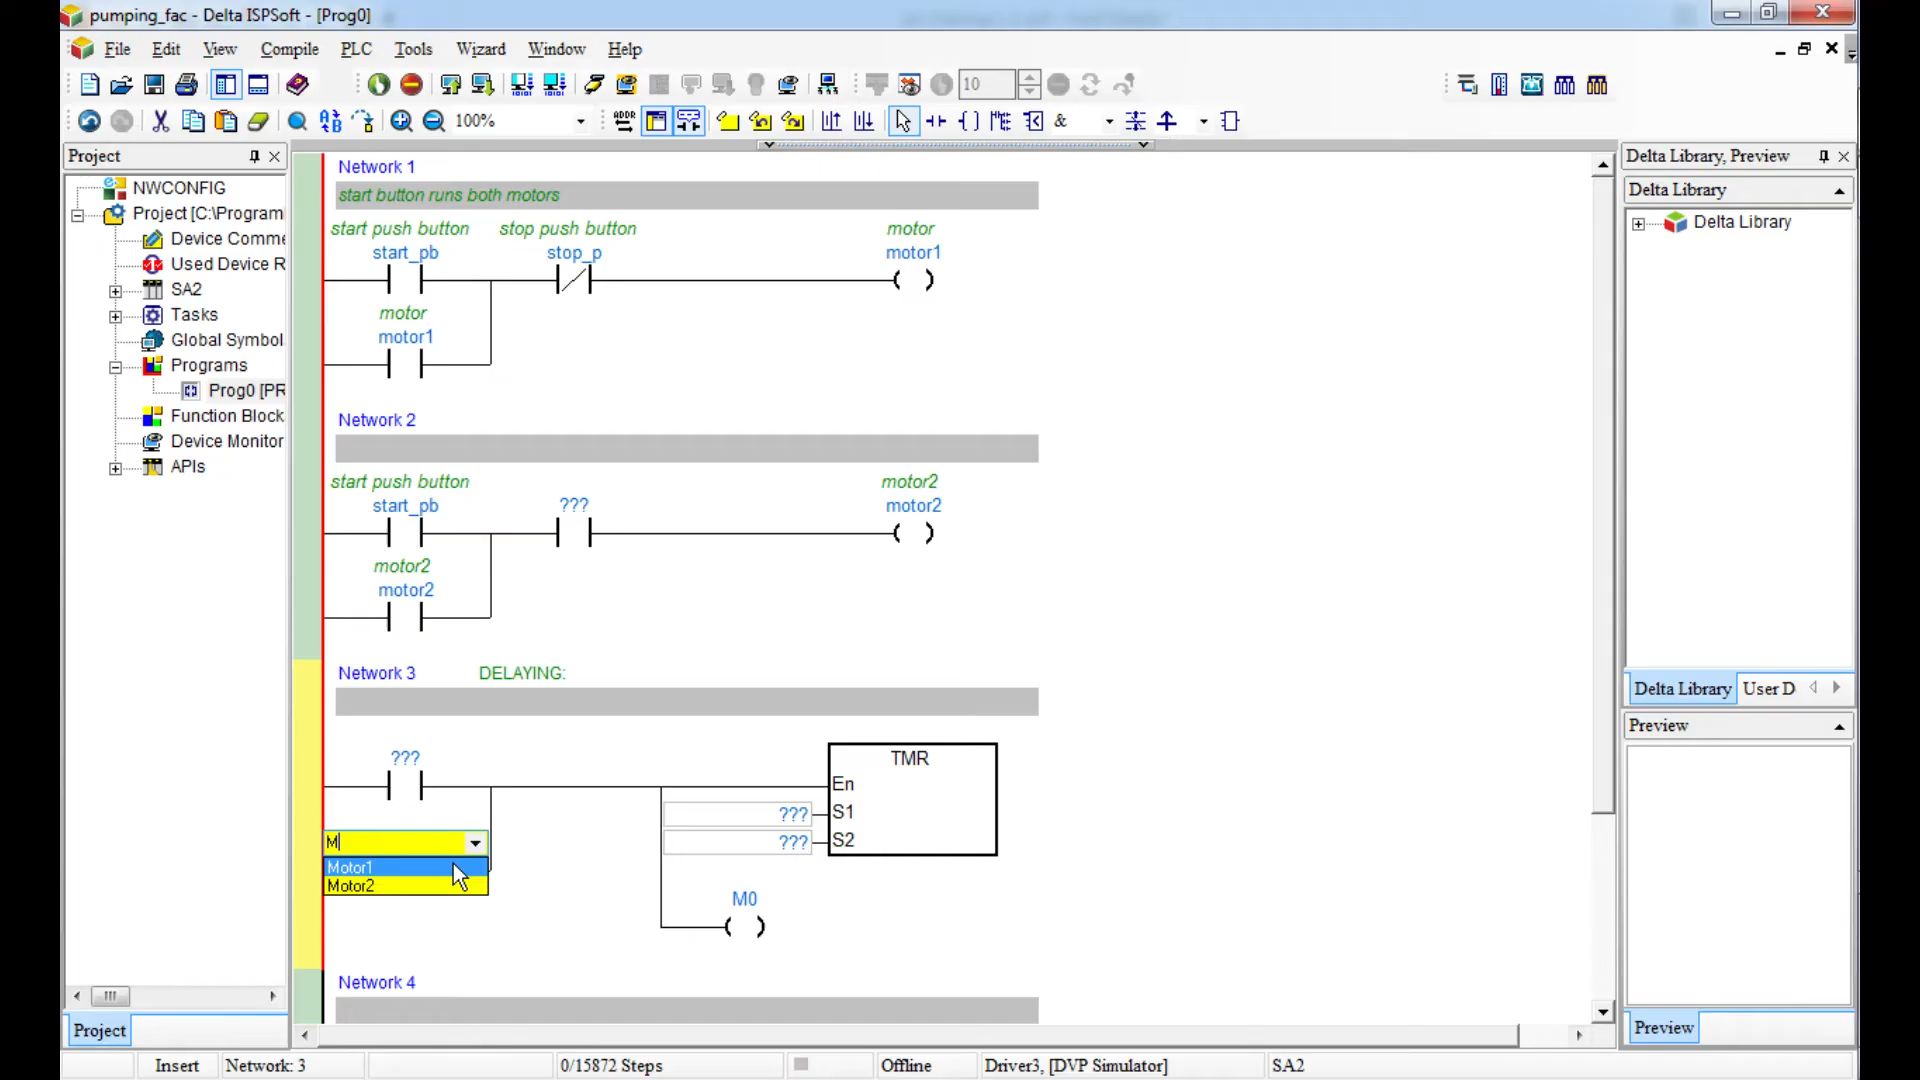 pumping_fac - Delta ISPSoft - [Prog0]
File Edit View Compile PLC Tools Wizard Window Help
10
100% ADDR &
Project
NWCONFIG
Project [C:\Program
Device Comme
Used Device R
SA2
Tasks
Global Symbol
Programs
Prog0 [PR
Function Block
Device Monitor
APIs
Project
Network 1
start button runs both motors
start push button stop push button motor
start_pb stop_p motor1
motor
motor1
Network 2
start push button motor2
start_pb ??? motor2
motor2
motor2
Network 3 DELAYING:
??? TMR
En
??? S1
??? S2
M
Motor1
Motor2
M0
Network 4
Delta Library, Preview
Delta Library
Delta Library
Delta Library User D
Preview
Preview
Insert Network: 3 0/15872 Steps Offline Driver3, [DVP Simulator] SA2